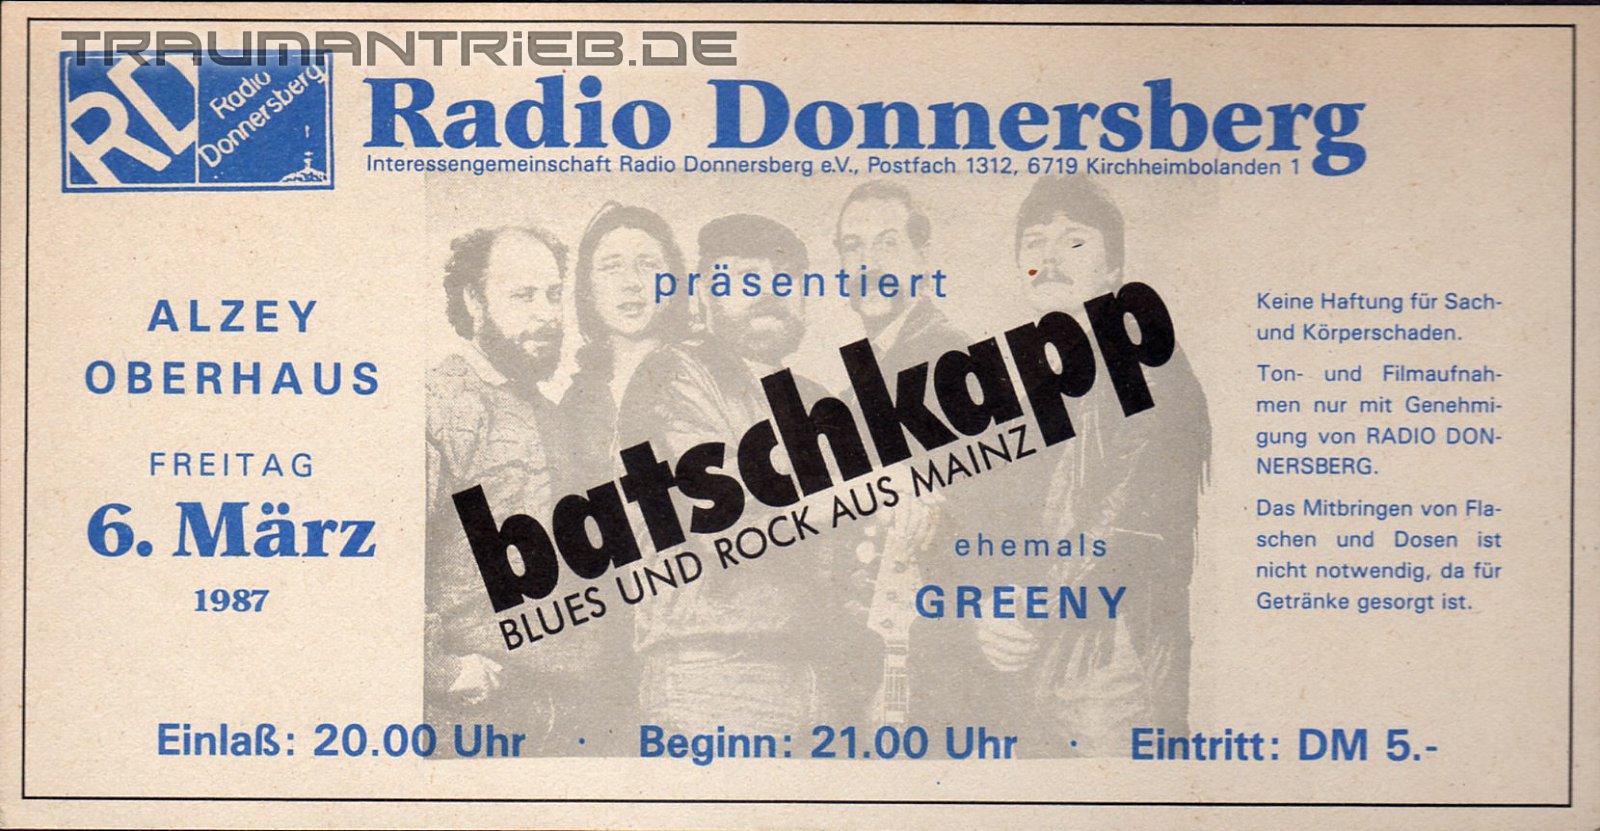 TRAUMANTRIEB.DE
RD
Radio
Donnersberg
Radio Donnersberg
Interessengemeinschaft Radio Donnersberg e.V., Postfach 1312, 6719 Kirchheimbolanden 1
präsentiert
ALZEY
OBERHAUS
FREITAG
6. März
1987
batschkapp
BLUES UND ROCK AUS MAINZ
ehemals
GREENY
Keine Haftung für Sach-
und Körperschaden.
Ton- und Filmaufnah-
men nur mit Genehmi-
gung von RADIO DON-
NERSBERG.
Das Mitbringen von Fla-
schen und Dosen ist
nicht notwendig, da für
Getränke gesorgt ist.
Einlaß: 20.00 Uhr · Beginn: 21.00 Uhr · Eintritt: DM 5.-